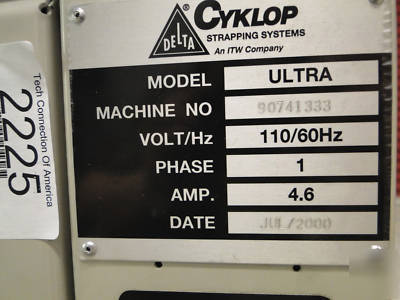 DELTA
CYKLOP
STRAPPING SYSTEMS
An ITW Company
MODEL ULTRA
MACHINE NO 90741333
VOLT/Hz 110/60Hz
PHASE 1
AMP. 4.6
DATE JUL/2000
Tech Connection Of America
2225